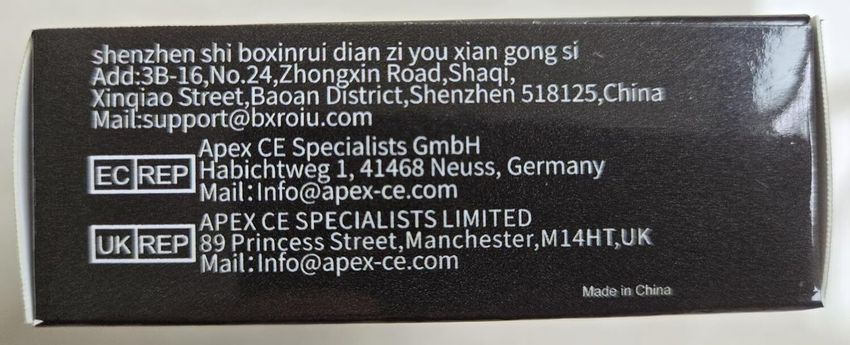 shenzhen shi boxinrui dian zi you xian gong si
Add:3B-16,No.24,Zhongxin Road,Shaqi,
Xinqiao Street,Baoan District,Shenzhen 518125,China
Mail:support@bxroiu.com
EC REP
Apex CE Specialists GmbH
Habichtweg 1, 41468 Neuss, Germany
Mail:Info@apex-ce.com
UK REP
APEX CE SPECIALISTS LIMITED
89 Princess Street,Manchester,M14HT,UK
Mail:Info@apex-ce.com
Made in China